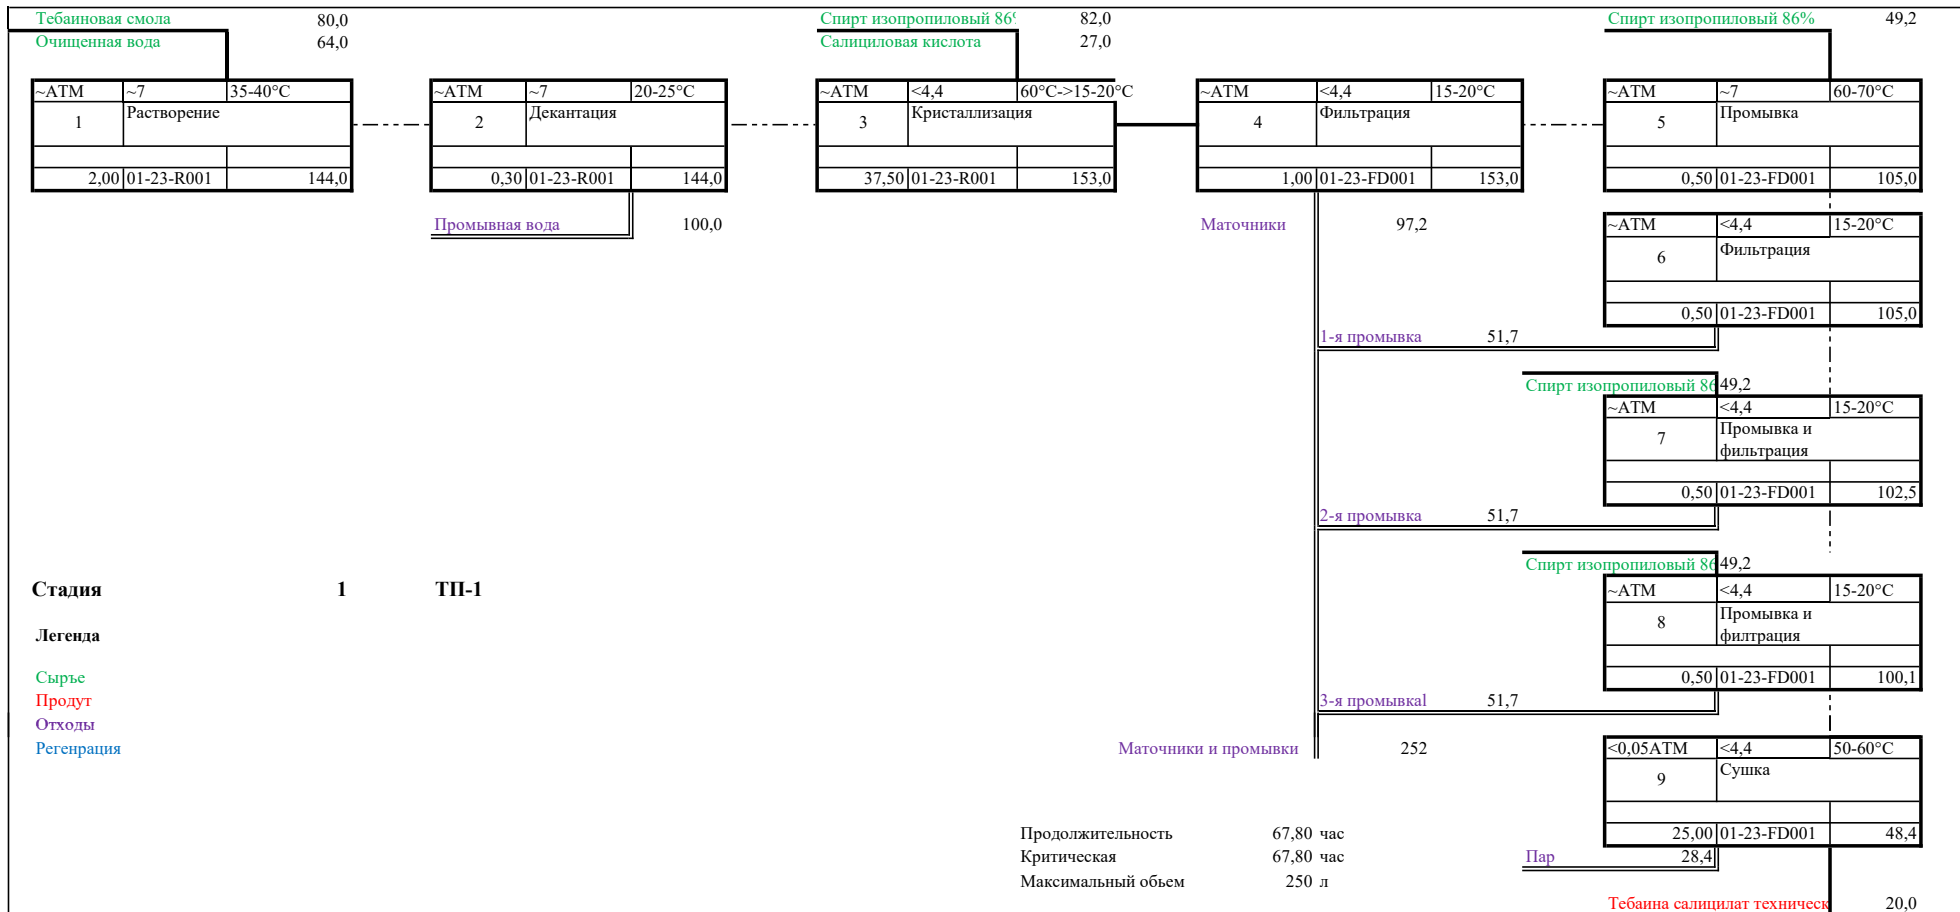 Тебаиновая смола 80,0
Очищенная вода 64,0
Спирт изопропиловый 86% 82,0
Салициловая кислота 27,0
Спирт изопропиловый 86% 49,2
~АТМ ~7 35-40°C
1 Растворение
2,00 01-23-R001 144,0
~АТМ ~7 20-25°C
2 Декантация
0,30 01-23-R001 144,0
Промывная вода 100,0
~АТМ <4,4 60°C->15-20°C
3 Кристаллизация
37,50 01-23-R001 153,0
~АТМ <4,4 15-20°C
4 Фильтрация
1,00 01-23-FD001 153,0
Маточники 97,2
~АТМ ~7 60-70°C
5 Промывка
0,50 01-23-FD001 105,0
~АТМ <4,4 15-20°C
6 Фильтрация
0,50 01-23-FD001 105,0
1-я промывка 51,7
Спирт изопропиловый 86 49,2
~АТМ <4,4 15-20°C
7 Промывка и
фильтрация
0,50 01-23-FD001 102,5
2-я промывка 51,7
Спирт изопропиловый 86 49,2
~АТМ <4,4 15-20°C
8 Промывка и
филтрация
0,50 01-23-FD001 100,1
3-я промывкаl 51,7
Маточники и промывки 252
<0,05АТМ <4,4 50-60°C
9 Сушка
25,00 01-23-FD001 48,4
Пар 28,4
Тебаина салицилат техническ 20,0
Стадия 1 ТП-1
Легенда
Сырье
Продут
Отходы
Регенрация
Продолжительность 67,80 час
Критическая 67,80 час
Максимальный обьем 250 л